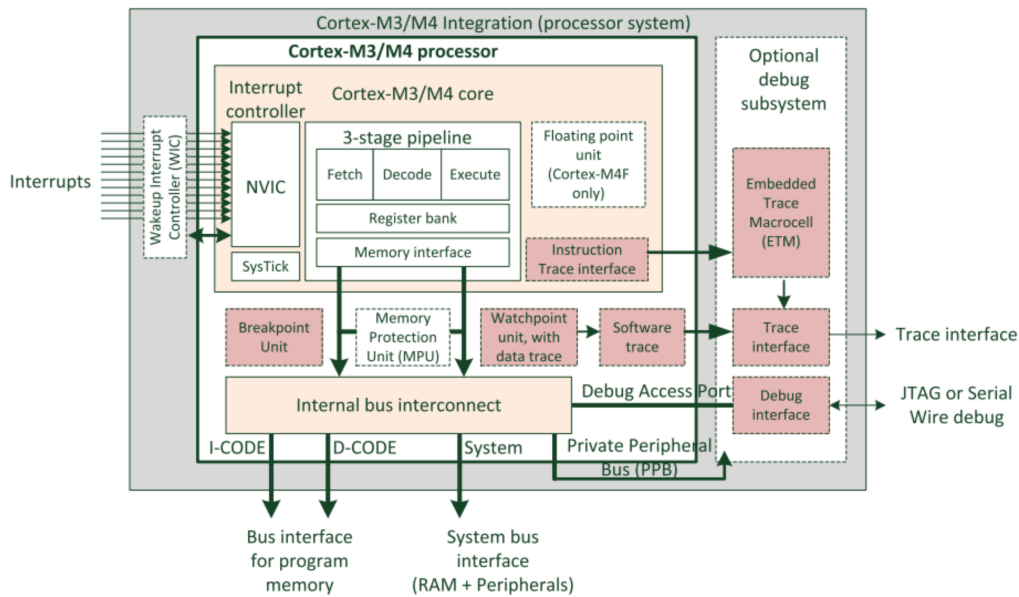 Cortex-M3/M4 Integration (processor system)
Cortex-M3/M4 processor
Optional
debug
subsystem
Interrupt
controller
Cortex-M3/M4 core
Interrupts
Wakeup Interrupt
Controller (WIC)
NVIC
SysTick
3-stage pipeline
Fetch
Decode
Execute
Register bank
Memory interface
Floating point
unit
(Cortex-M4F
only)
Instruction
Trace interface
Embedded
Trace
Macrocell
(ETM)
Breakpoint
Unit
Memory
Protection
Unit (MPU)
Watchpoint
unit, with
data trace
Software
trace
Trace
interface
Trace interface
Internal bus interconnect
Debug Access Port
Debug
interface
JTAG or Serial
Wire debug
I-CODE
D-CODE
System
Private Peripheral
Bus (PPB)
Bus interface
for program
memory
System bus
interface
(RAM + Peripherals)